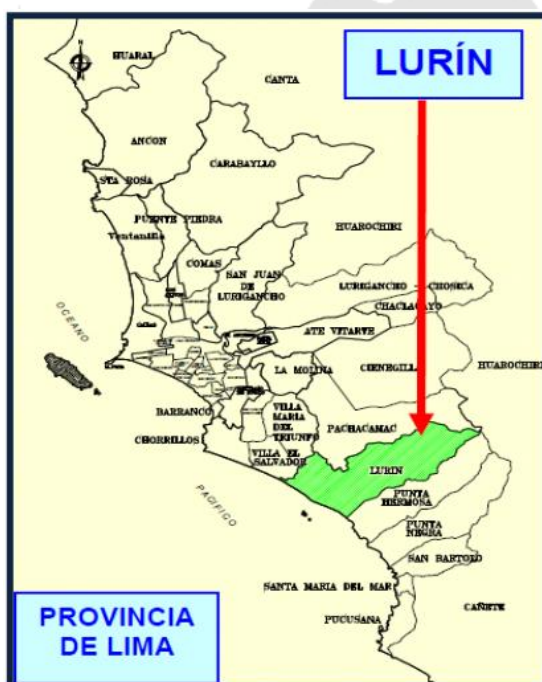 LURÍN
HUARAL
CANTA
ANCON
CARABAYLLO
STA ROSA
PUENTE PIEDRA
Ventanilla
HUAROCHIRI
COMAS
SAN JUAN
DE
LURIGANCHO
LURIGANCHO - CHOSICA
CHACLACAYO
OCEANO
ATE VITARTE
LA MOLINA
CIENEGILL
HUAROCHIRI
BARRANCO
VILLA
MARIA
DEL
TRIUNFO
PACHACAMAC
CHORRILLOS
VILLA EL
SALVADOR
LURIN
PUNTA
HERMOSA
PACIFICO
PUNTA
NEGRA
SAN BARTOLO
SANTA MARIA DEL MAR
PUCUSANA
CAÑETE
PROVINCIA
DE LIMA